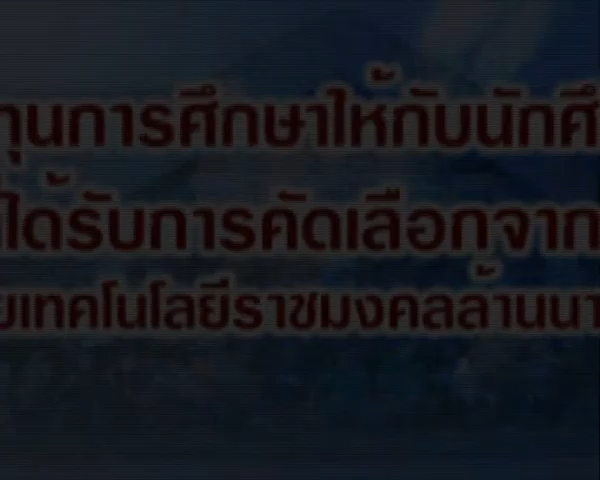 ทุนการศึกษาให้กับนักศึ
ได้รับการคัดเลือกจาก
ยเทคโนโลยีราชมงคลล้านนา